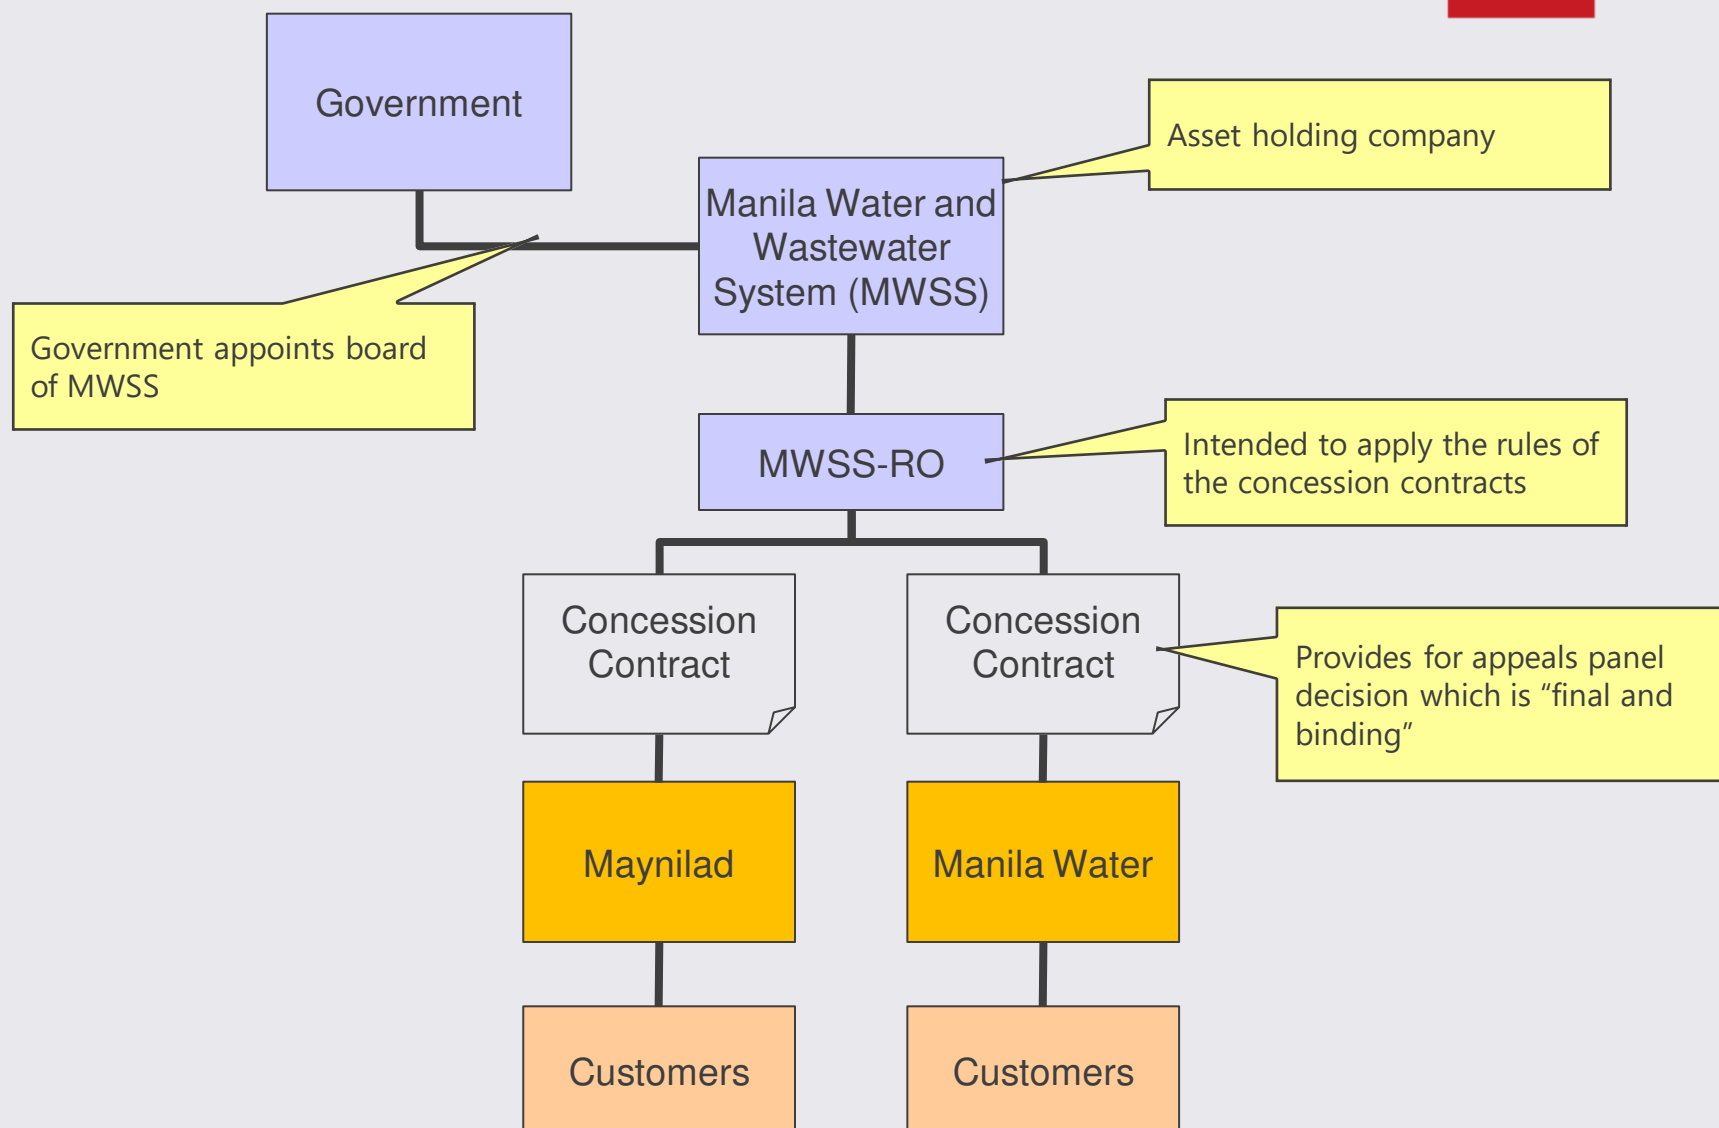 Government
Asset holding company
Manila Water and
Wastewater
System (MWSS)
Government appoints board
of MWSS
MWSS-RO
Intended to apply the rules of
the concession contracts
Concession
Contract
Concession
Contract
Provides for appeals panel
decision which is “final and
binding”
Maynilad
Manila Water
Customers
Customers